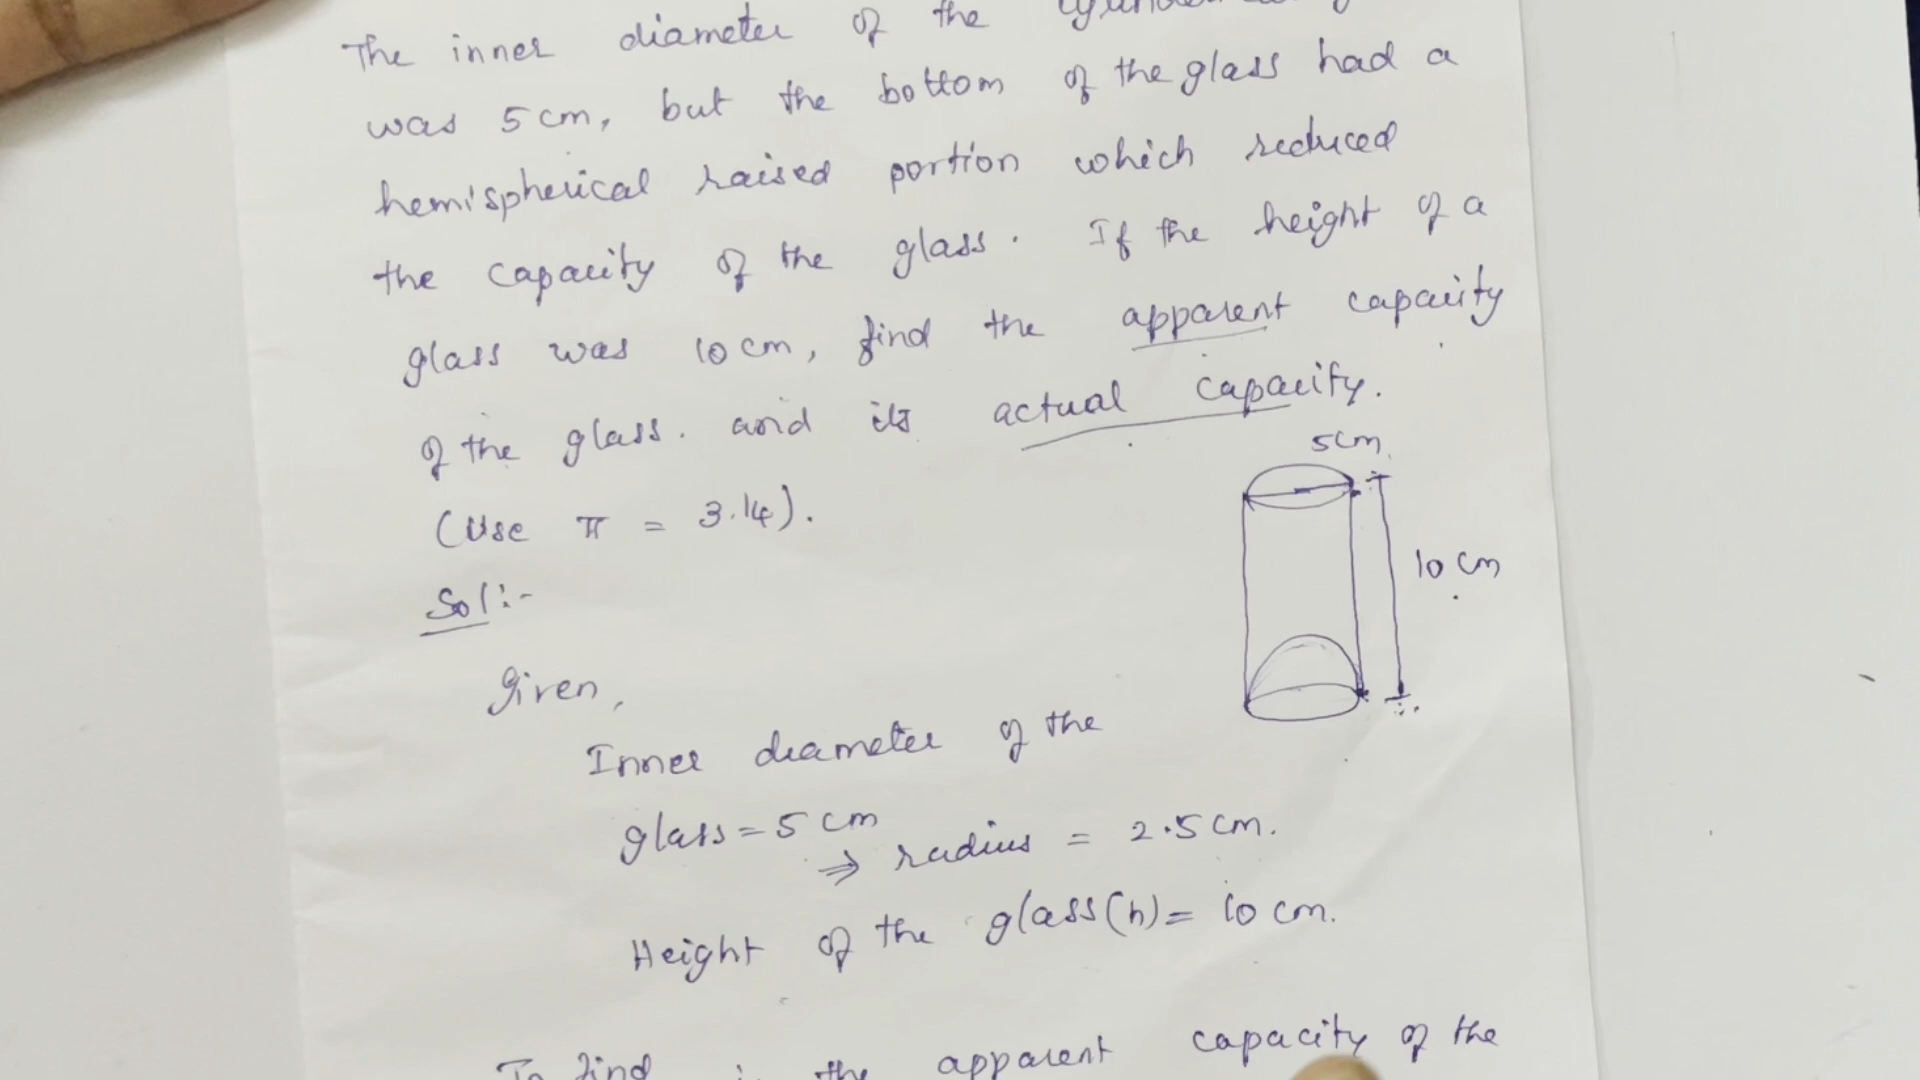 The inner diameter of the
was 5 cm, but the bottom of the glass had a
hemispherical raised portion which reduced
the capacity of the glass. If the height of a
glass was 10 cm, find the apparent capacity
of the glass. and its actual capacity.
5cm
(Use π = 3.14).
10 cm
Sol:-
Given,
Inner diameter of the
glass = 5 cm
⇒ radius = 2.5 cm.
Height of the glass (h) = 10 cm.
To find the apparent capacity of the